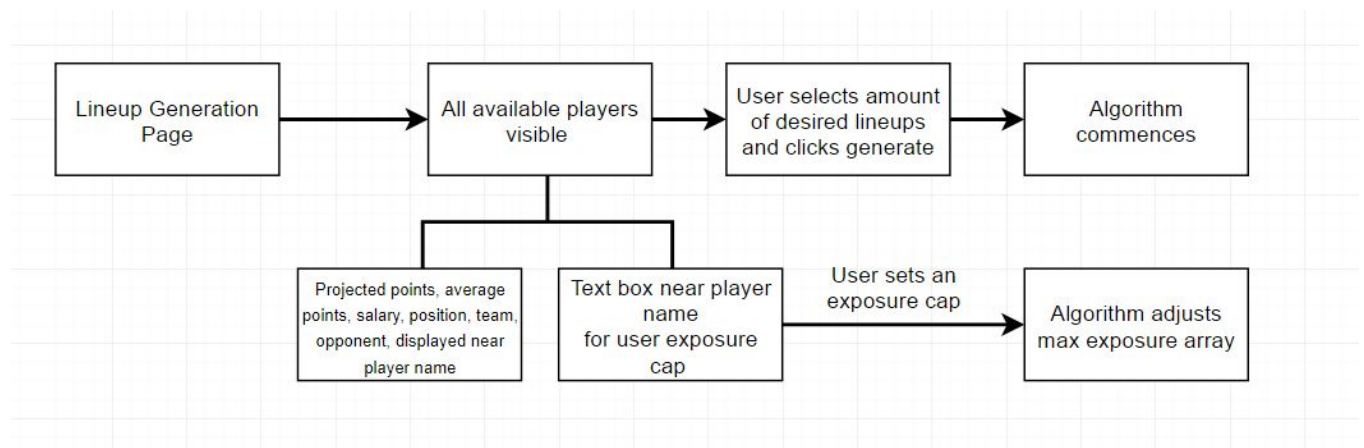 Lineup Generation
Page
All available players
visible
User selects amount
of desired lineups
and clicks generate
Algorithm
commences
Projected points, average
points, salary, position, team,
opponent, displayed near
player name
Text box near player
name
for user exposure
cap
User sets an
exposure cap
Algorithm adjusts
max exposure array